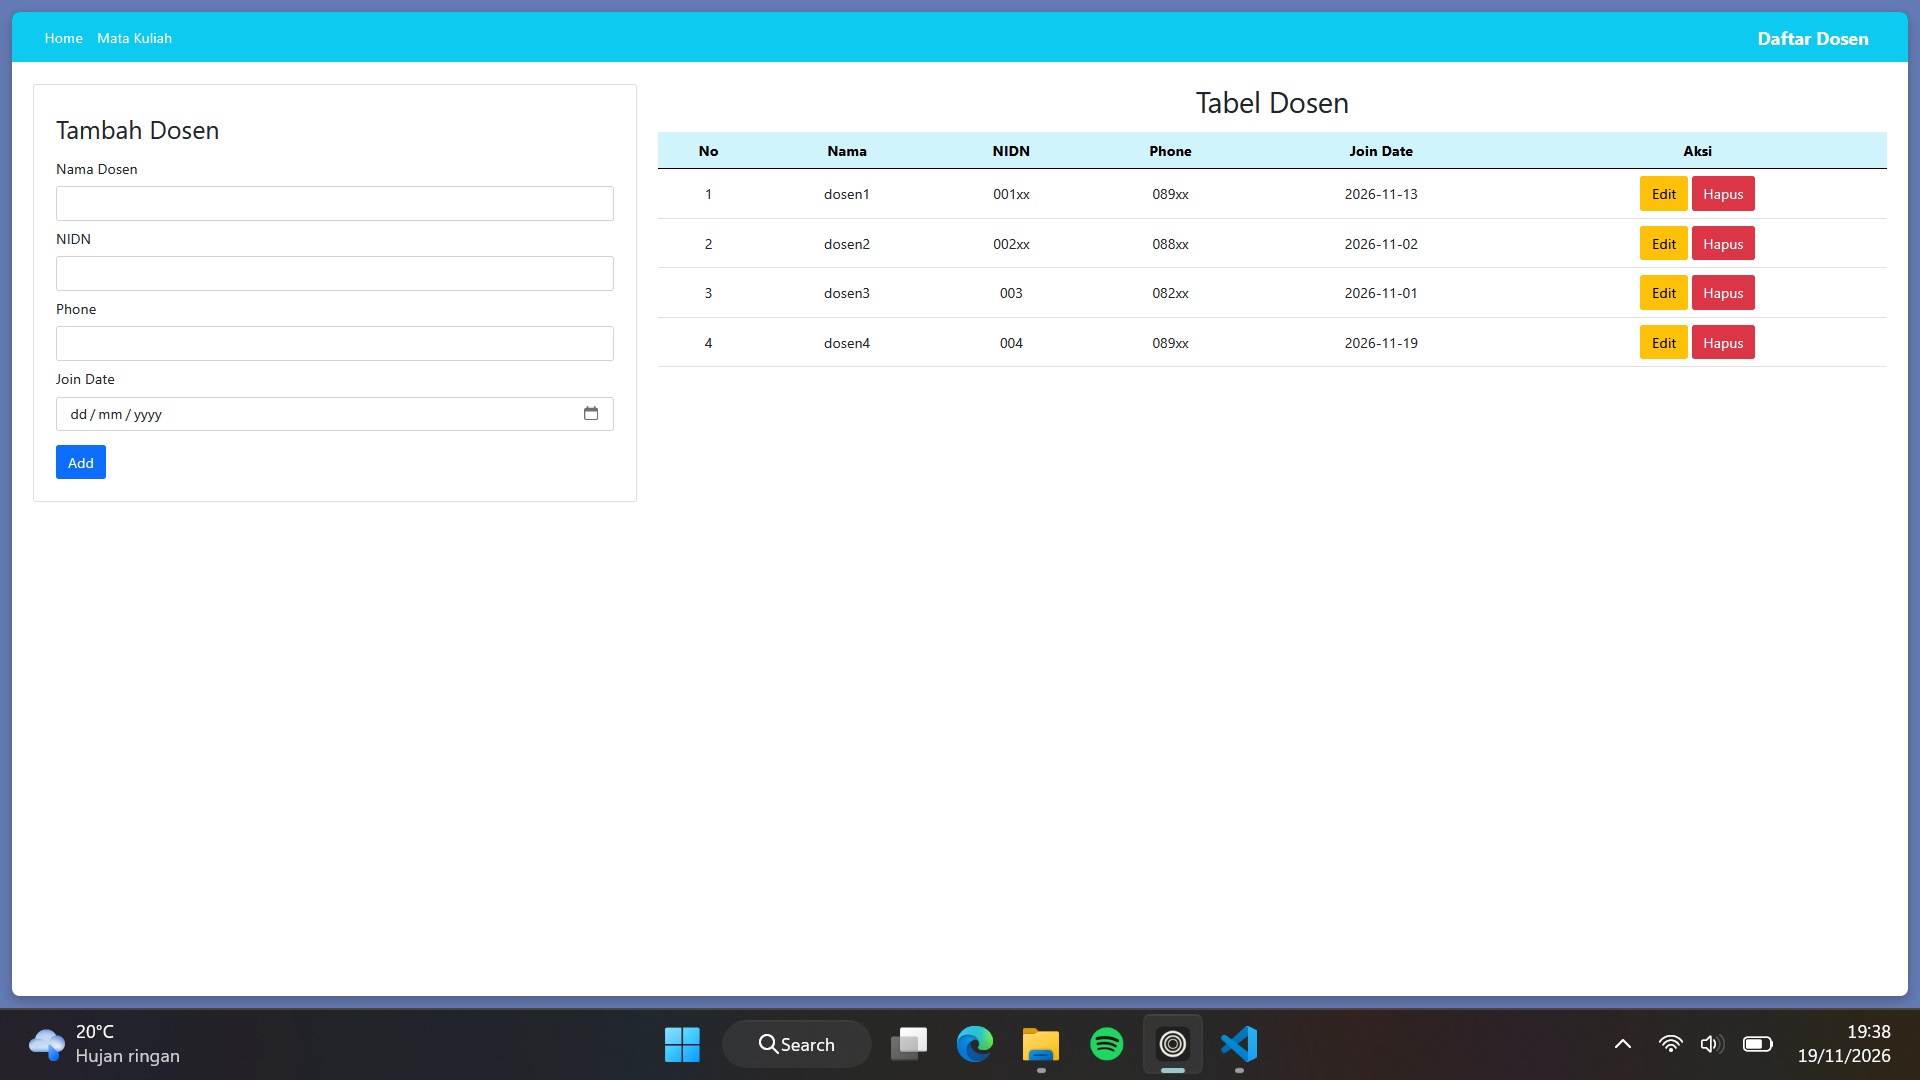 Home Mata Kuliah Daftar Dosen
Tambah Dosen
Nama Dosen
NIDN
Phone
Join Date
dd / mm / yyyy
Add
Tabel Dosen
No Nama NIDN Phone Join Date Aksi
1 dosen1 001xx 089xx 2026-11-13 Edit Hapus
2 dosen2 002xx 088xx 2026-11-02 Edit Hapus
3 dosen3 003 082xx 2026-11-01 Edit Hapus
4 dosen4 004 089xx 2026-11-19 Edit Hapus
20°C
Hujan ringan
Search
19:38
19/11/2026